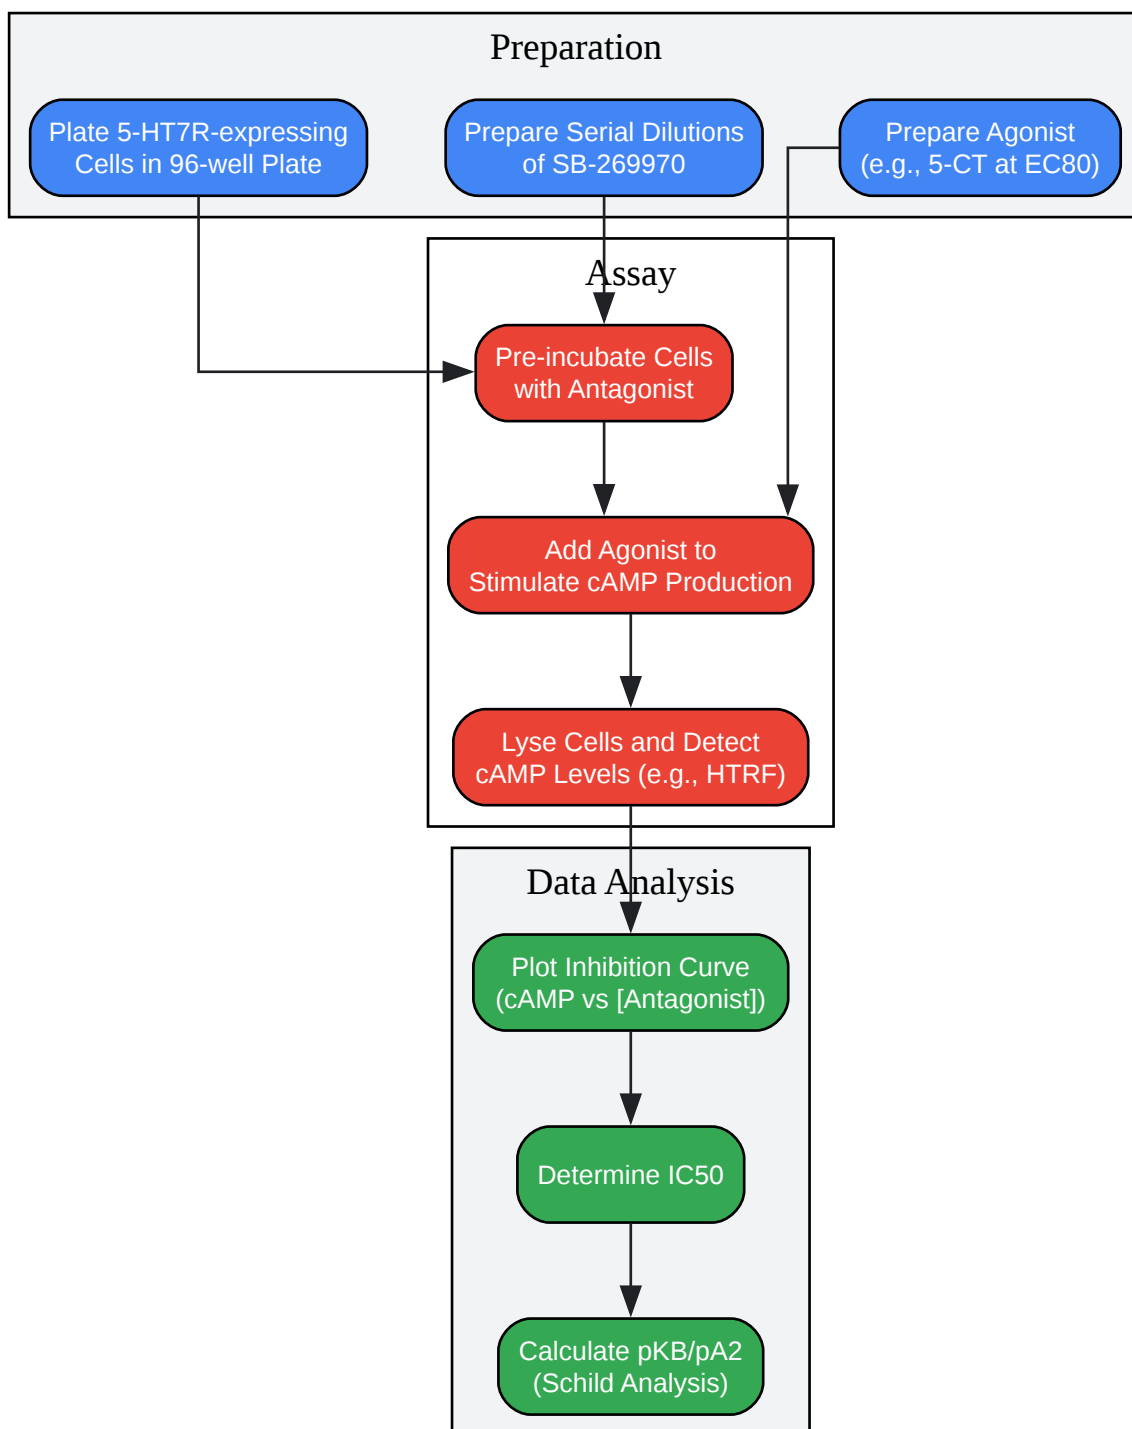 Preparation
Plate 5-HT7R-expressing
Cells in 96-well Plate
Prepare Serial Dilutions
of SB-269970
Prepare Agonist
(e.g., 5-CT at EC80)
Assay
Pre-incubate Cells
with Antagonist
Add Agonist to
Stimulate cAMP Production
Lyse Cells and Detect
cAMP Levels (e.g., HTRF)
Data Analysis
Plot Inhibition Curve
(cAMP vs [Antagonist])
Determine IC50
Calculate pKB/pA2
(Schild Analysis)